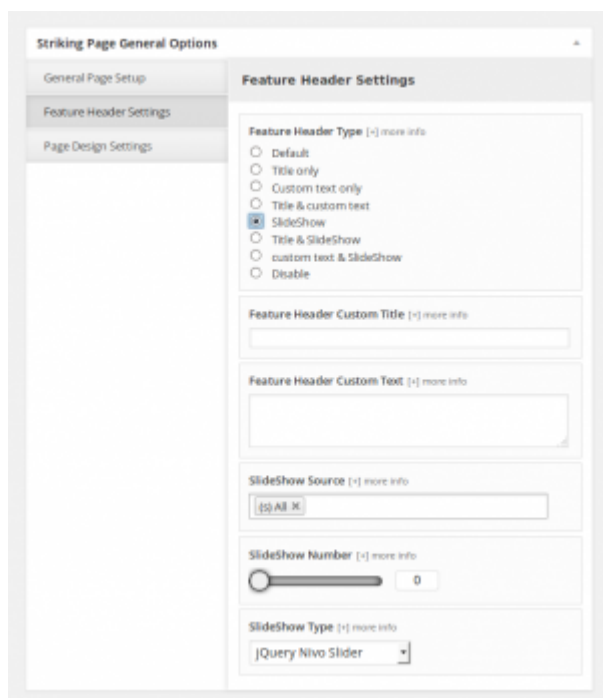 Striking Page General Options
General Page Setup
Feature Header Settings
Page Design Settings
Feature Header Settings
Feature Header Type [+] more info
Default
Title only
Custom text only
Title & custom text
SlideShow
Title & SlideShow
custom text & SlideShow
Disable
Feature Header Custom Title [+] more info
Feature Header Custom Text [+] more info
SlideShow Source [+] more info
{s} All ×
SlideShow Number [+] more info
0
SlideShow Type [+] more info
jQuery Nivo Slider